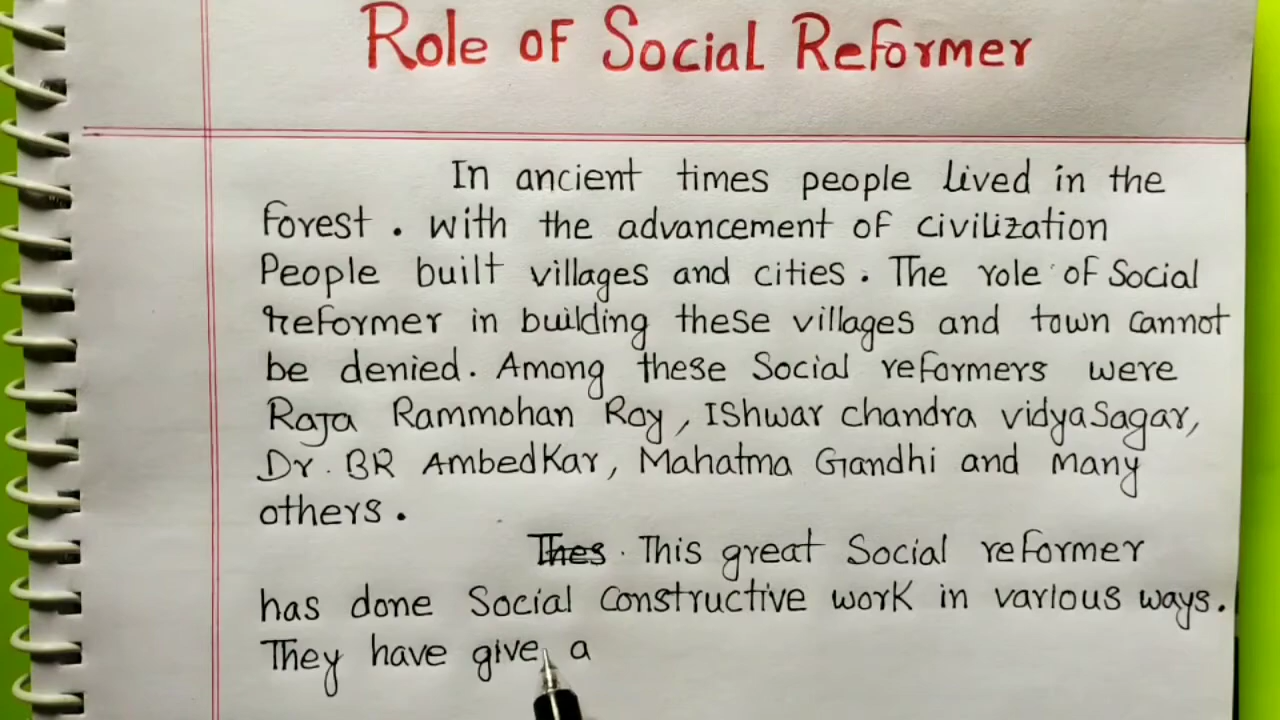 Role of Social Reformer
In ancient times people lived in the
forest. with the advancement of civilization
People built villages and cities. The role of Social
reformer in building these villages and town cannot
be denied. Among these Social reformers were
Raja Rammohan Roy, IShwar chandra vidyaSagar,
Dr. BR AmbedKar, Mahatma Gandhi and many
others.
Thes. This great Social reformer
has done Social Constructive work in various ways.
They have give a